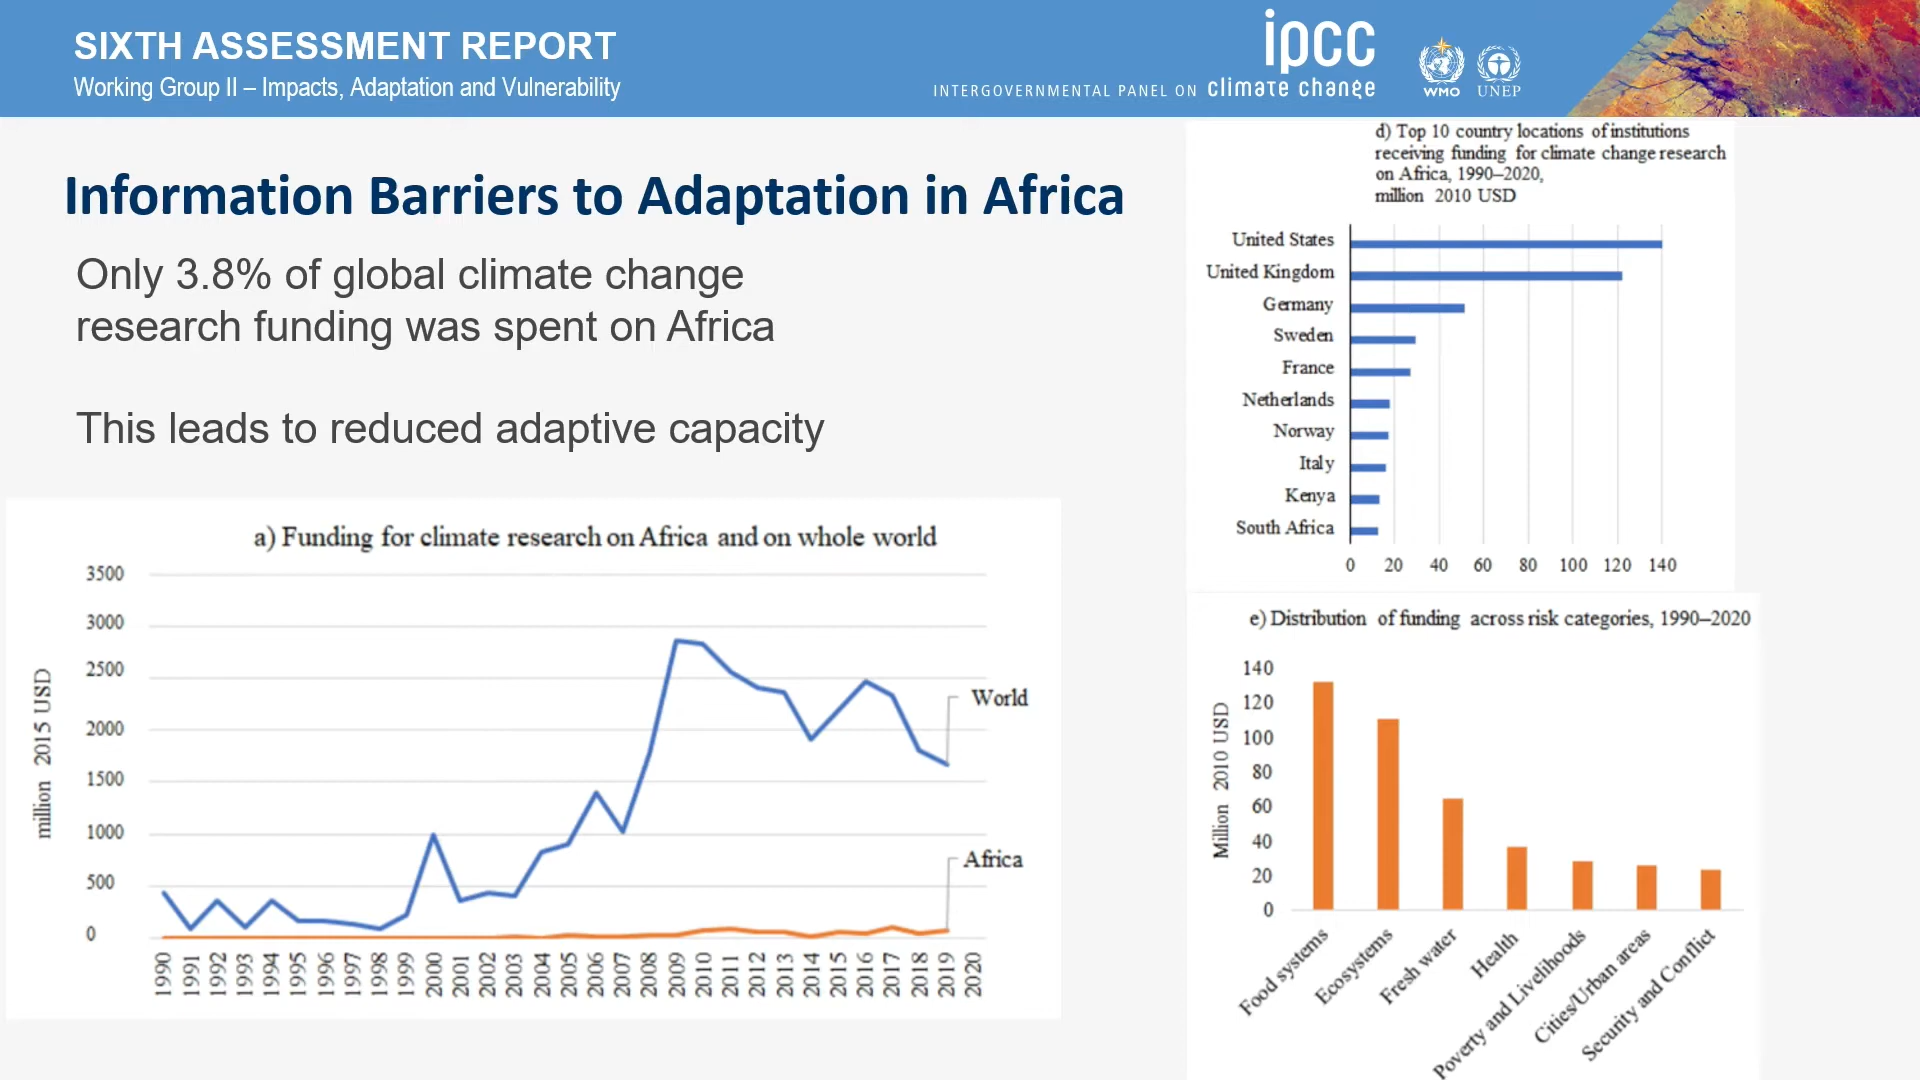 SIXTH ASSESSMENT REPORT
Working Group II – Impacts, Adaptation and Vulnerability
ipcc
INTERGOVERNMENTAL PANEL ON climate change
WMO
UNEP
Information Barriers to Adaptation in Africa
Only 3.8% of global climate change
research funding was spent on Africa
This leads to reduced adaptive capacity
a) Funding for climate research on Africa and on whole world
million 2015 USD
3500
3000
2500
2000
1500
1000
500
0
World
Africa
1990 1991 1992 1993 1994 1995 1996 1997 1998 1999 2000 2001 2002 2003 2004 2005 2006 2007 2008 2009 2010 2011 2012 2013 2014 2015 2016 2017 2018 2019 2020
d) Top 10 country locations of institutions
receiving funding for climate change research
on Africa, 1990–2020,
million 2010 USD
United States
United Kingdom
Germany
Sweden
France
Netherlands
Norway
Italy
Kenya
South Africa
0 20 40 60 80 100 120 140
e) Distribution of funding across risk categories, 1990–2020
Million 2010 USD
140
120
100
80
60
40
20
0
Food systems
Ecosystems
Fresh water
Health
Poverty and Livelihoods
Cities/Urban areas
Security and Conflict